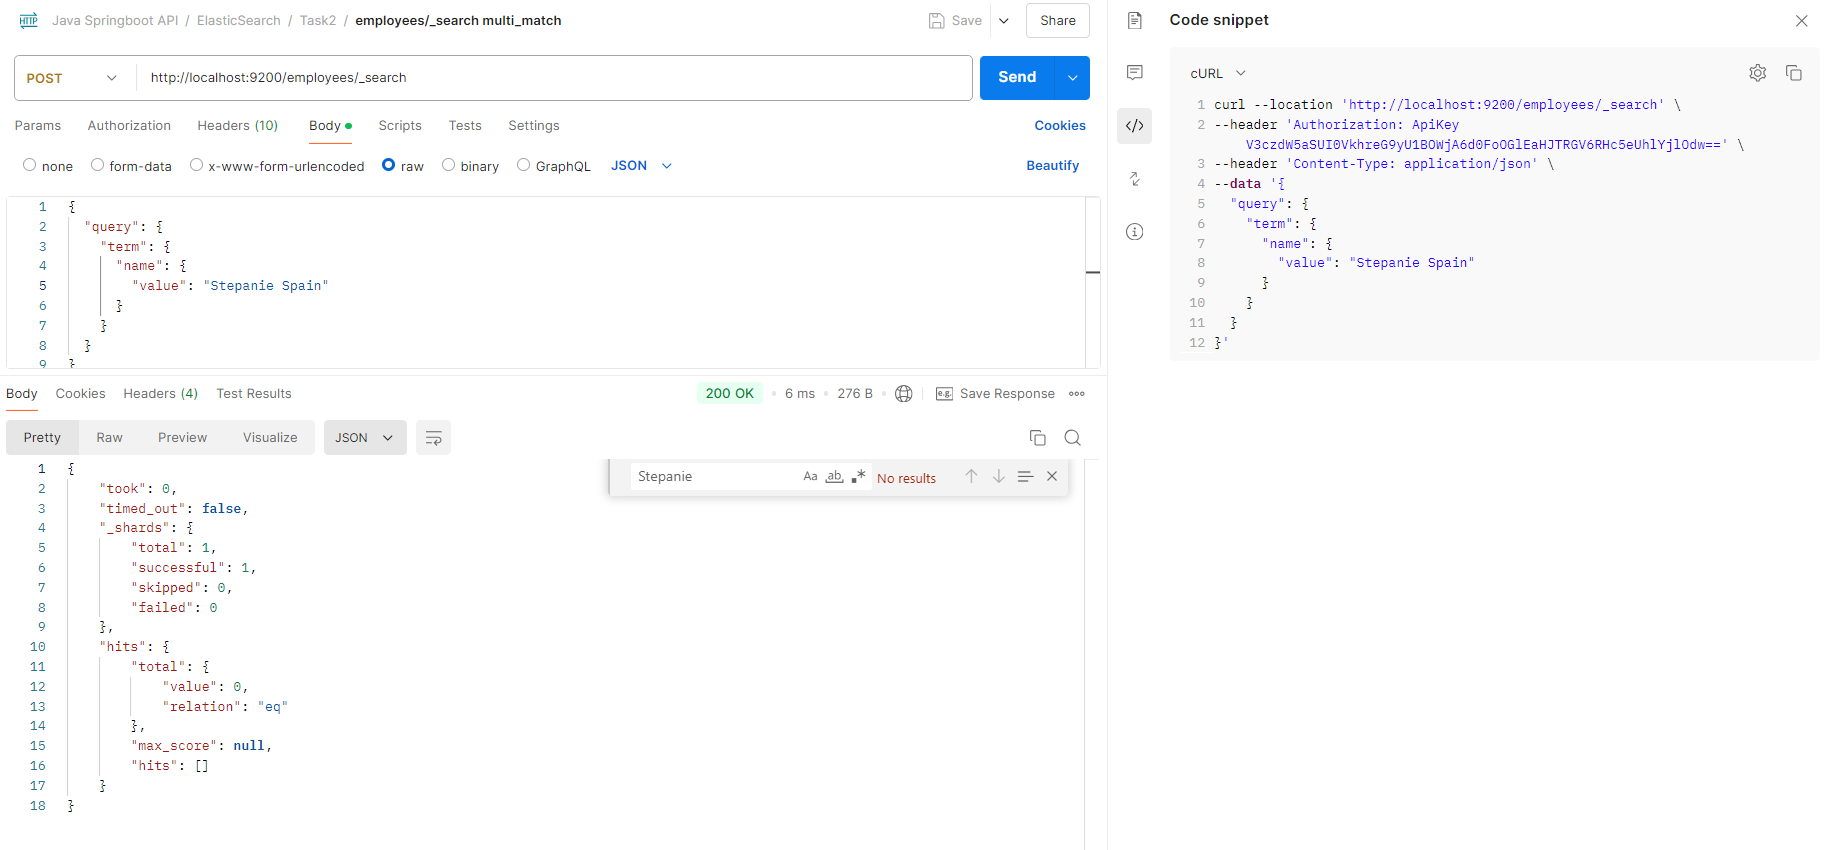 HTTP Java Springboot API / ElasticSearch / Task2 / employees/_search multi_match Save Share
POST http://localhost:9200/employees/_search Send
Params Authorization Headers (10) Body Scripts Tests Settings Cookies
none form-data x-www-form-urlencoded raw binary GraphQL JSON Beautify
1 {
2 "query": {
3 "term": {
4 "name": {
5 "value": "Stepanie Spain"
6 }
7 }
8 }
9 }
Body Cookies Headers (4) Test Results 200 OK 6 ms 276 B e.g. Save Response
Pretty Raw Preview Visualize JSON
Stepanie Aa ab .* No results
1 {
2 "took": 0,
3 "timed_out": false,
4 "_shards": {
5 "total": 1,
6 "successful": 1,
7 "skipped": 0,
8 "failed": 0
9 },
10 "hits": {
11 "total": {
12 "value": 0,
13 "relation": "eq"
14 },
15 "max_score": null,
16 "hits": []
17 }
18 }
Code snippet
cURL
1 curl --location 'http://localhost:9200/employees/_search' \
2 --header 'Authorization: ApiKey
V3czdW5aSUI0VkhreG9yU1BOWjA6d0FoOGlEaHJTRGV6RHc5eUhlYjlOdw==' \
3 --header 'Content-Type: application/json' \
4 --data '{
5 "query": {
6 "term": {
7 "name": {
8 "value": "Stepanie Spain"
9 }
10 }
11 }
12 }'